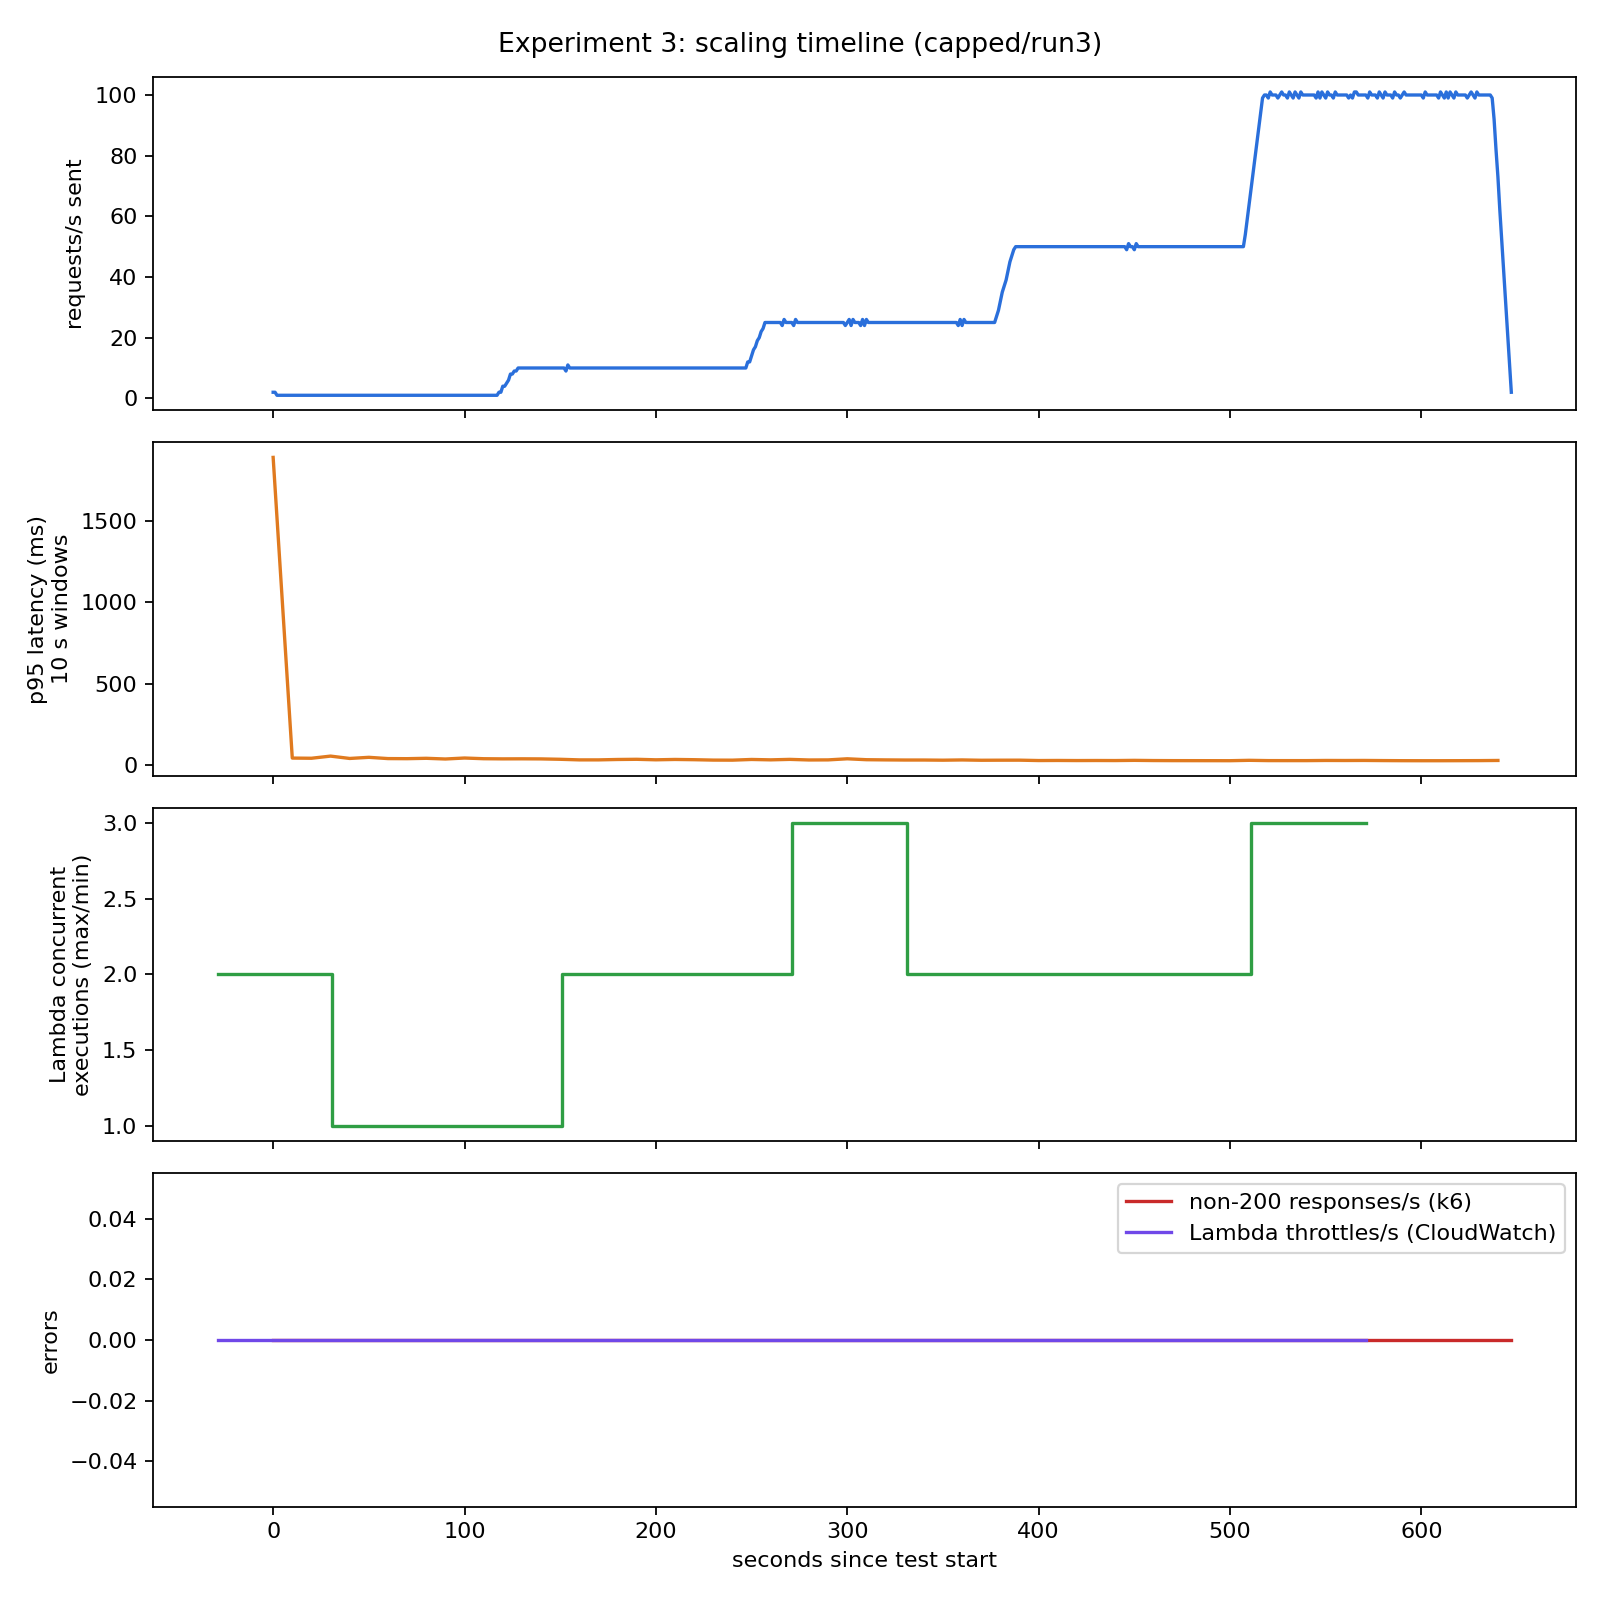 Experiment 3: scaling timeline (capped/run3)
100
80
60
40
20
0
requests/s sent
1500
1000
500
0
p95 latency (ms)
10 s windows
3.0
2.5
2.0
1.5
1.0
Lambda concurrent
executions (max/min)
non-200 responses/s (k6)
Lambda throttles/s (CloudWatch)
0.04
0.02
0.00
−0.02
−0.04
errors
0 100 200 300 400 500 600
seconds since test start